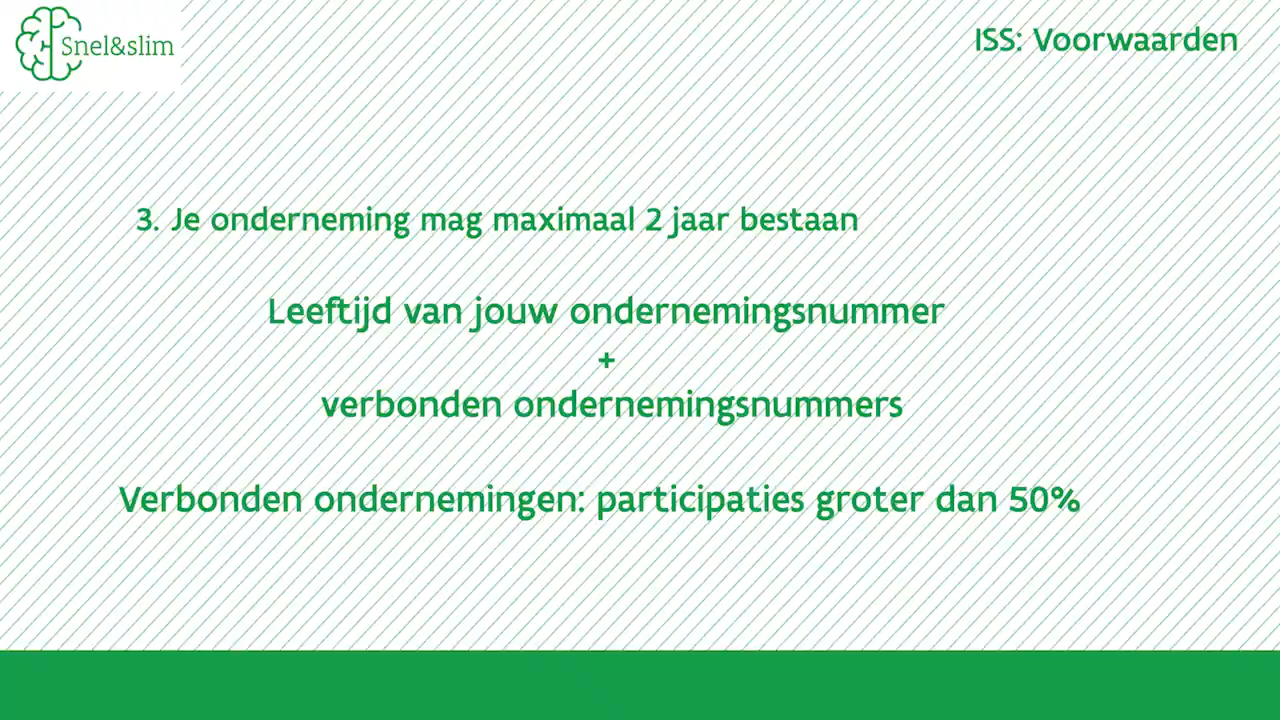 Snel&slim
ISS: Voorwaarden
3. Je onderneming mag maximaal 2 jaar bestaan
Leeftijd van jouw ondernemingsnummer
+
verbonden ondernemingsnummers
Verbonden ondernemingen: participaties groter dan 50%